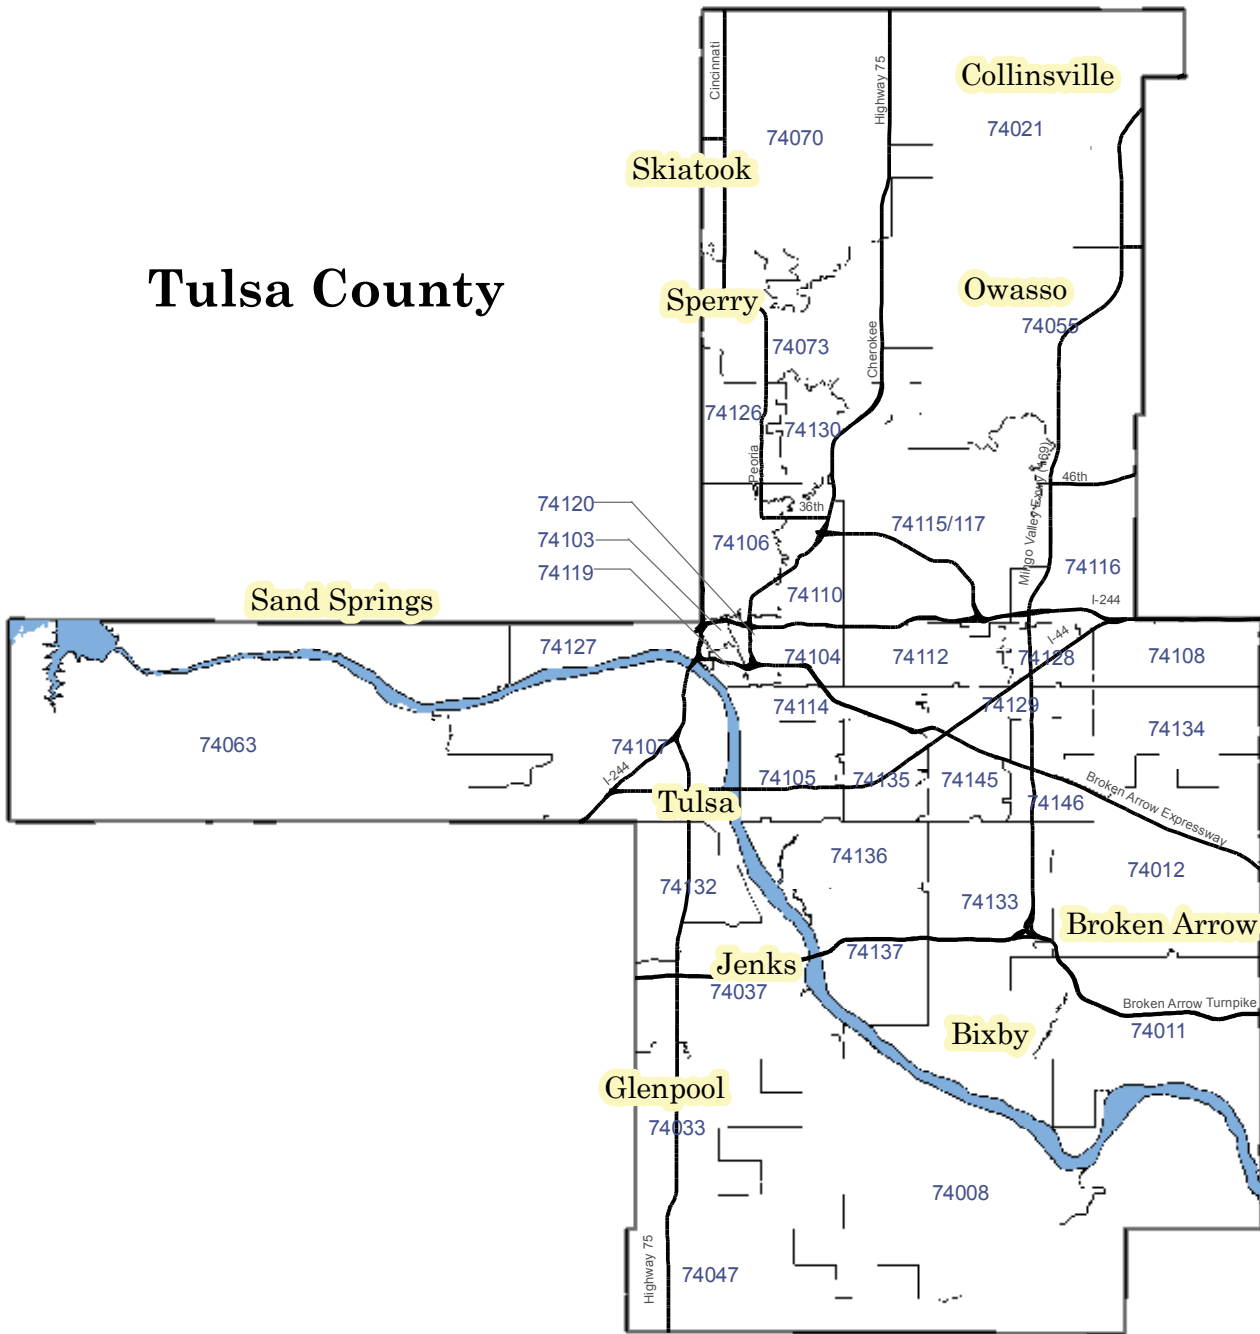 Cincinnati
Highway 75
Collinsville
74021
74070
Skiatook
Tulsa County
Sperry
Owasso
74055
74073
Cherokee
74126
74130
Peoria
Mingo Valley Expwy (169)
46th
74120
36th
74115/117
74103
74106
74119
74116
74110
I-244
Sand Springs
I-44
74127
74104
74112
74128
74108
74114
74129
74134
74063
74107
I-244
74105
74135
74145
Broken Arrow Expressway
Tulsa
74146
74136
74012
74132
74133
Broken Arrow
74137
Jenks
74037
Broken Arrow Turnpike
Bixby
74011
Glenpool
74033
74008
Highway 75
74047